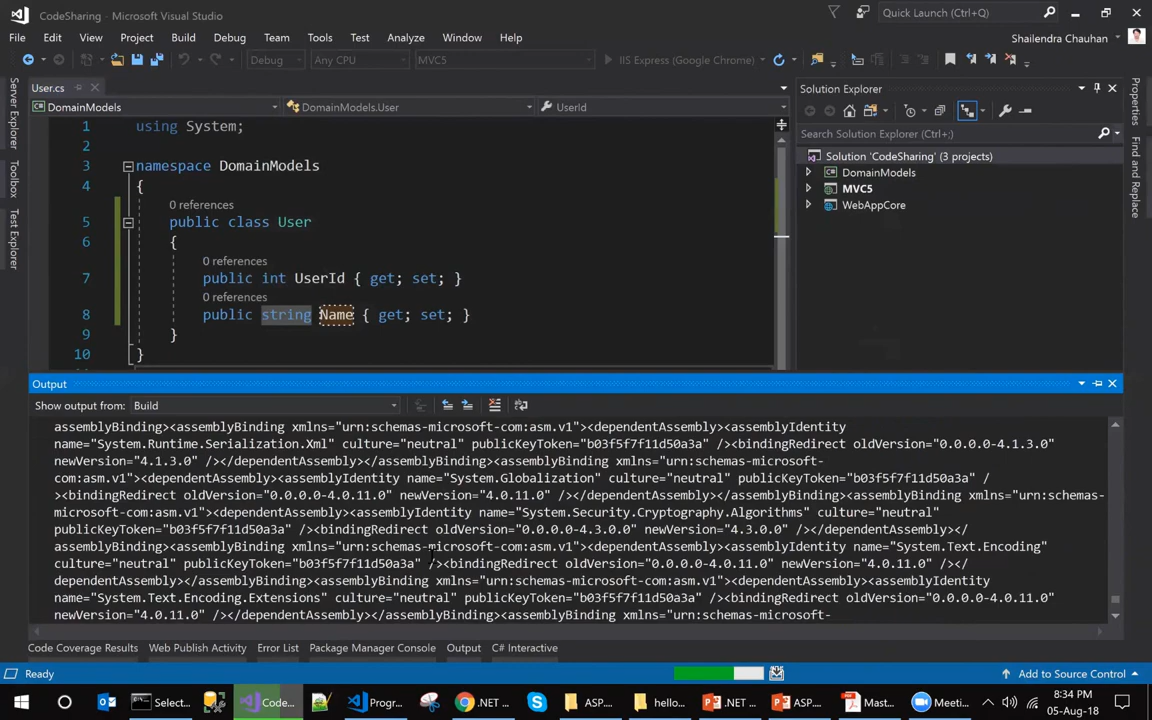 CodeSharing - Microsoft Visual Studio
Quick Launch (Ctrl+Q)
File Edit View Project Build Debug Team Tools Test Analyze Window Help
Shailendra Chauhan
Debug Any CPU MVC5 IIS Express (Google Chrome)
Server Explorer
Toolbox
Test Explorer
User.cs
DomainModels DomainModels.User UserId
1 using System;
2
3 namespace DomainModels
4 {
0 references
5 public class User
6 {
0 references
7 public int UserId { get; set; }
0 references
8 public string Name { get; set; }
9 }
10 }
Solution Explorer
Search Solution Explorer (Ctrl+;)
Solution 'CodeSharing' (3 projects)
DomainModels
MVC5
WebAppCore
Properties
Find and Replace
Output
Show output from: Build
assemblyBinding><assemblyBinding xmlns="urn:schemas-microsoft-com:asm.v1"><dependentAssembly><assemblyIdentity
name="System.Runtime.Serialization.Xml" culture="neutral" publicKeyToken="b03f5f7f11d50a3a" /><bindingRedirect oldVersion="0.0.0.0-4.1.3.0"
newVersion="4.1.3.0" /></dependentAssembly></assemblyBinding><assemblyBinding xmlns="urn:schemas-microsoft-
com:asm.v1"><dependentAssembly><assemblyIdentity name="System.Globalization" culture="neutral" publicKeyToken="b03f5f7f11d50a3a" /
><bindingRedirect oldVersion="0.0.0.0-4.0.11.0" newVersion="4.0.11.0" /></dependentAssembly></assemblyBinding><assemblyBinding xmlns="urn:schemas-
microsoft-com:asm.v1"><dependentAssembly><assemblyIdentity name="System.Security.Cryptography.Algorithms" culture="neutral"
publicKeyToken="b03f5f7f11d50a3a" /><bindingRedirect oldVersion="0.0.0.0-4.3.0.0" newVersion="4.3.0.0" /></dependentAssembly></
assemblyBinding><assemblyBinding xmlns="urn:schemas-microsoft-com:asm.v1"><dependentAssembly><assemblyIdentity name="System.Text.Encoding"
culture="neutral" publicKeyToken="b03f5f7f11d50a3a" /><bindingRedirect oldVersion="0.0.0.0-4.0.11.0" newVersion="4.0.11.0" /></
dependentAssembly></assemblyBinding><assemblyBinding xmlns="urn:schemas-microsoft-com:asm.v1"><dependentAssembly><assemblyIdentity
name="System.Text.Encoding.Extensions" culture="neutral" publicKeyToken="b03f5f7f11d50a3a" /><bindingRedirect oldVersion="0.0.0.0-4.0.11.0"
newVersion="4.0.11.0" /></dependentAssembly></assemblyBinding><assemblyBinding xmlns="urn:schemas-microsoft-
Code Coverage Results Web Publish Activity Error List Package Manager Console Output C# Interactive
Ready Add to Source Control
Select... Code... Progr... .NET ... ASP.... hello... .NET ... ASP.... Mast... Meeti... 8:34 PM
05-Aug-18